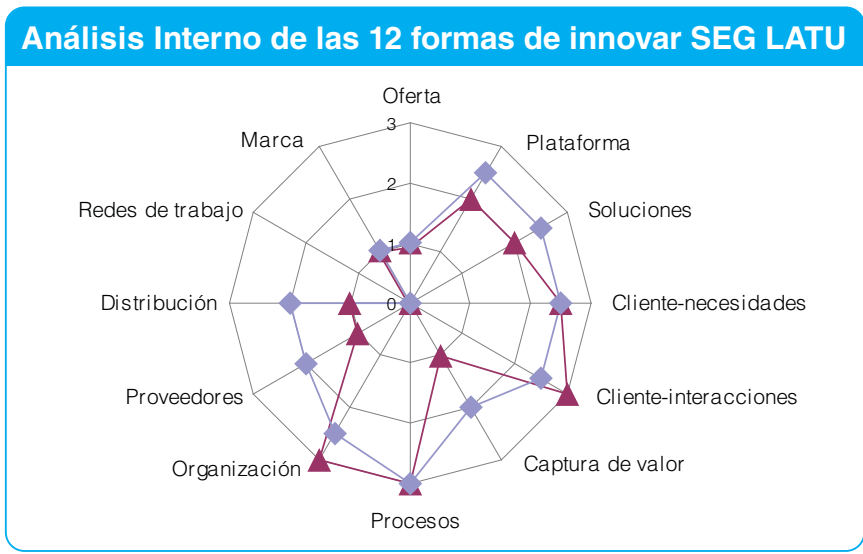 Análisis Interno de las 12 formas de innovar SEG LATU
Oferta
3
Marca
Plataforma
2
Redes de trabajo
Soluciones
1
Distribución
0
Cliente-necesidades
Proveedores
Cliente-interacciones
Organización
Captura de valor
Procesos